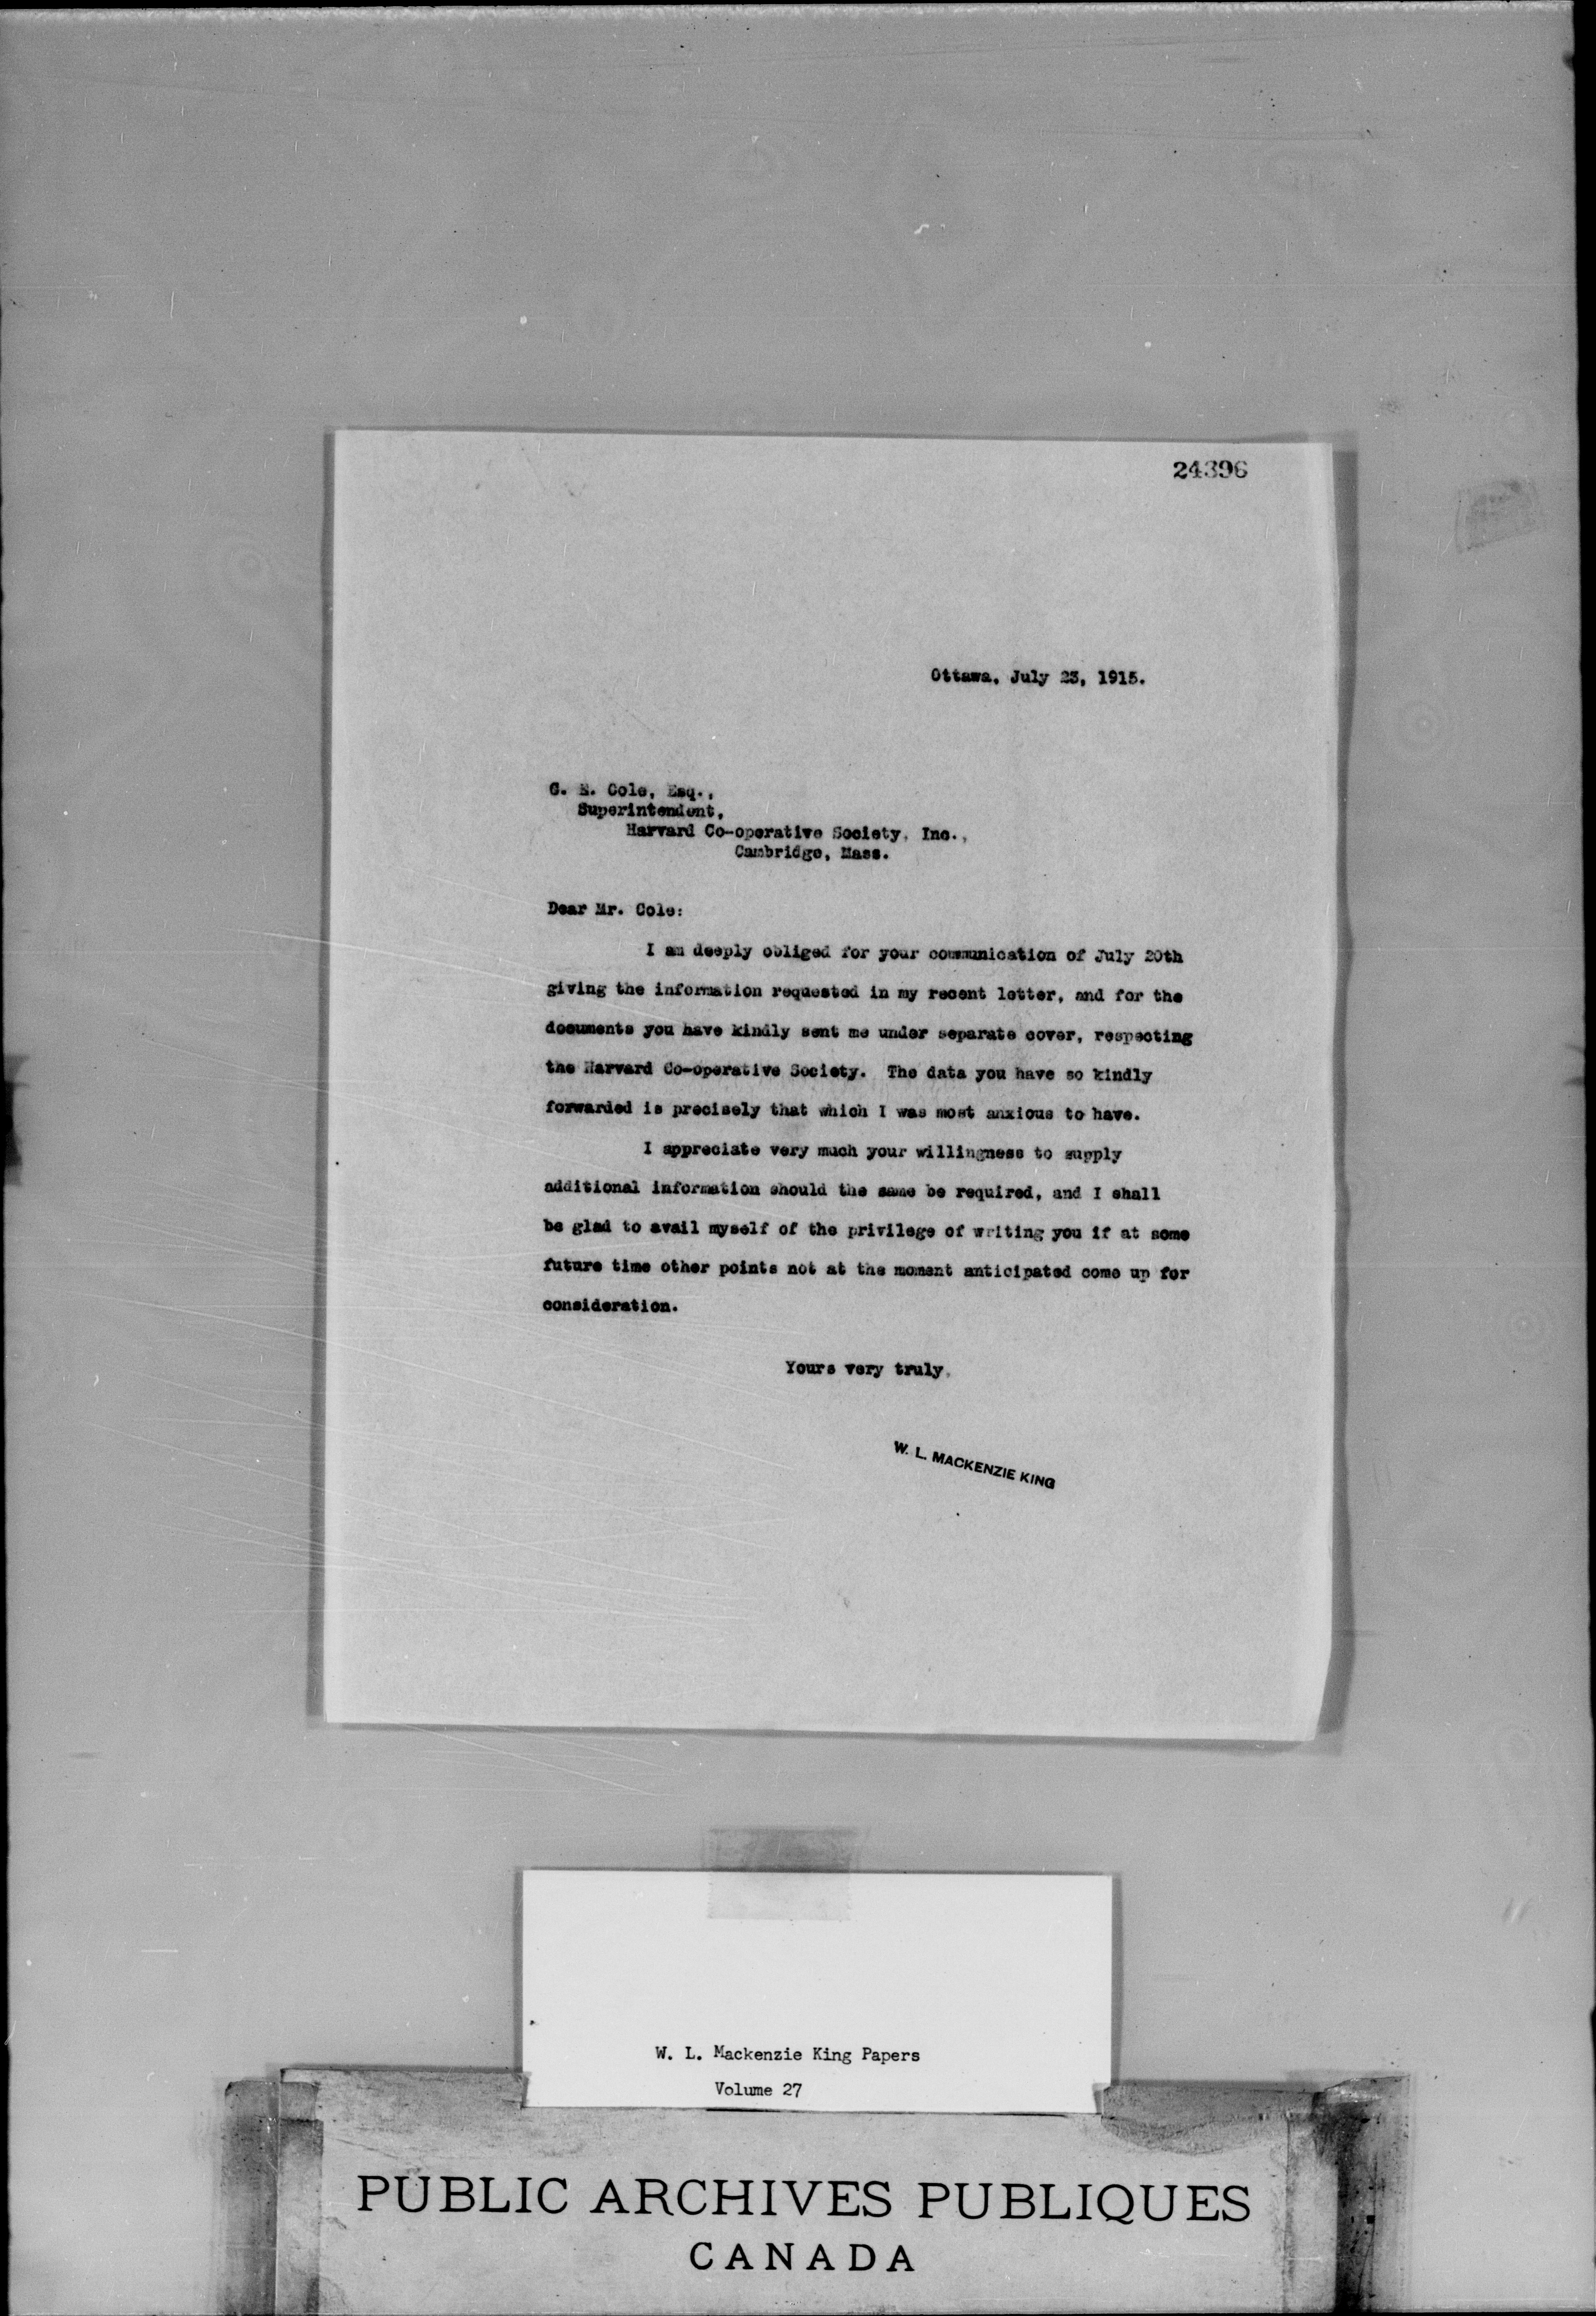 24396
Ottawa, July 23, 1915.
G. E. Cole, Esq.,
Superintendent,
Harvard Co-operative Society, Inc.,
Cambridge, Mass.
Dear Mr. Cole:
I am deeply obliged for your communication of July 20th
giving the information requested in my recent letter, and for the
documents you have kindly sent me under separate cover, respecting
the Harvard Co-operative Society. The data you have so kindly
forwarded is precisely that which I was most anxious to have.
I appreciate very much your willingness to supply
additional information should the same be required, and I shall
be glad to avail myself of the privilege of writing you if at some
future time other points not at the moment anticipated come up for
consideration.
Yours very truly,
W. L. MACKENZIE KING
W. L. Mackenzie King Papers
Volume 27
PUBLIC ARCHIVES PUBLIQUES
CANADA